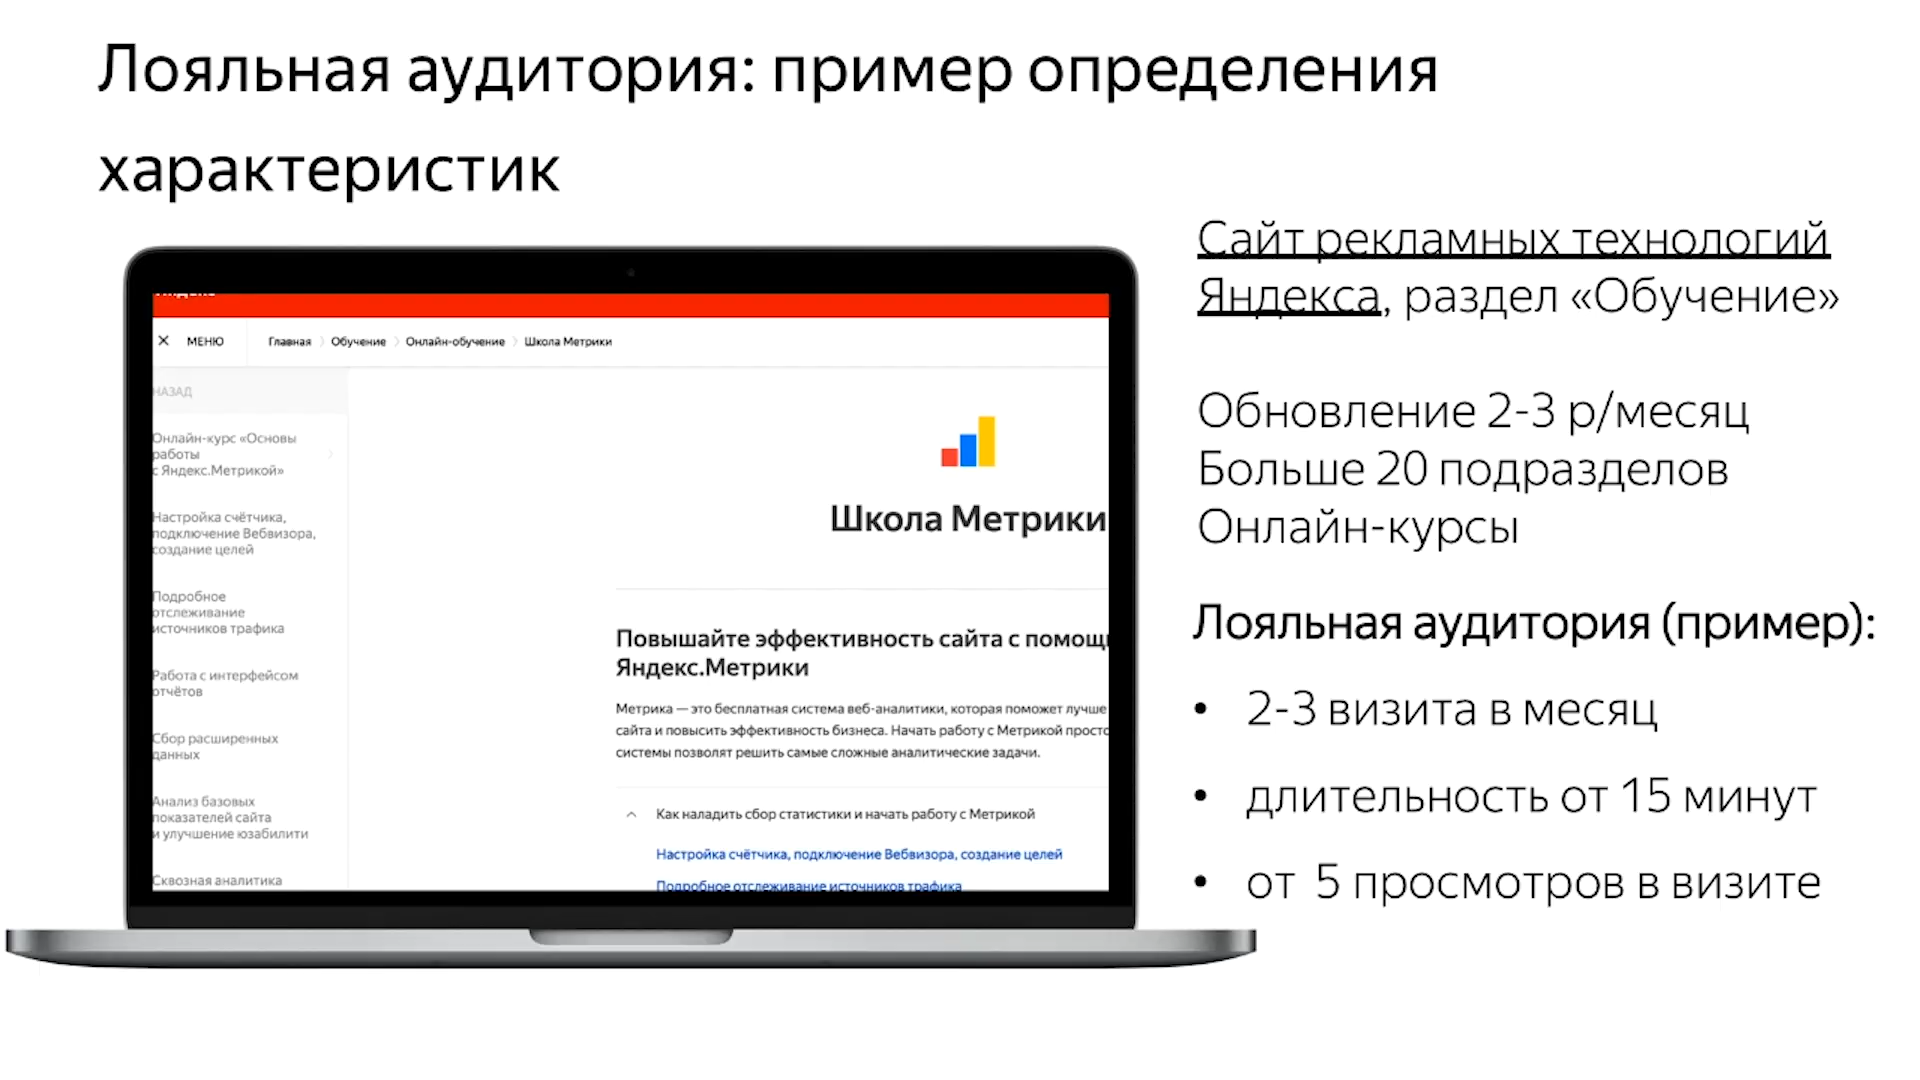 Лояльная аудитория: пример определения
характеристик
Сайт рекламных технологий
Яндекса, раздел «Обучение»
Обновление 2-3 р/месяц
Больше 20 подразделов
Онлайн-курсы
Лояльная аудитория (пример):
• 2-3 визита в месяц
• длительность от 15 минут
• от 5 просмотров в визите
× МЕНЮ
Главная › Обучение › Онлайн-обучение › Школа Метрики
НАЗАД
Онлайн-курс «Основы
работы
с Яндекс.Метрикой»
Настройка счётчика,
подключение Вебвизора,
создание целей
Подробное
отслеживание
источников трафика
Работа с интерфейсом
отчётов
Сбор расширенных
данных
Анализ базовых
показателей сайта
и улучшение юзабилити
Сквозная аналитика
Школа Метрики
Повышайте эффективность сайта с помощ
Яндекс.Метрики
Метрика — это бесплатная система веб-аналитики, которая поможет лучше
сайта и повысить эффективность бизнеса. Начать работу с Метрикой прост
системы позволят решить самые сложные аналитические задачи.
Как наладить сбор статистики и начать работу с Метрикой
Настройка счётчика, подключение Вебвизора, создание целей
Подробное отслеживание источников трафика